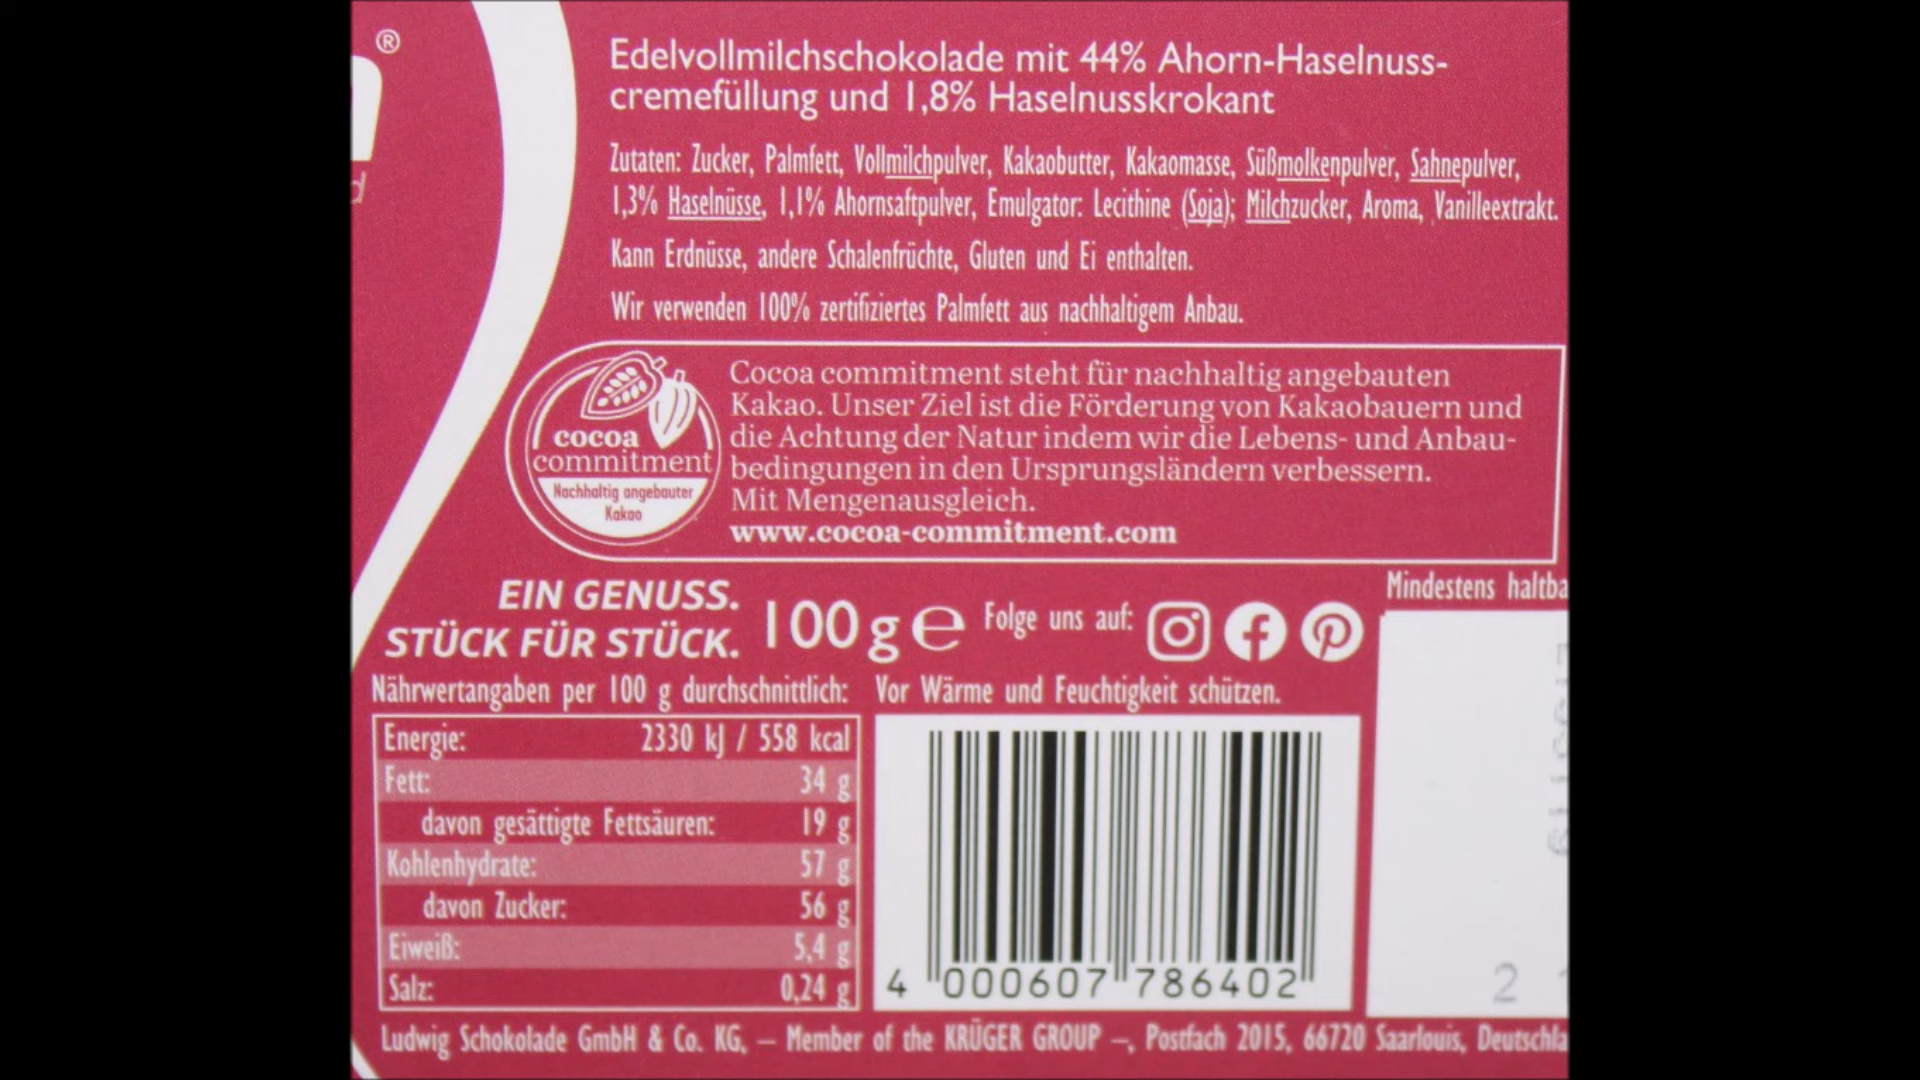 ®
Edelvollmilchschokolade mit 44% Ahorn-Haselnuss-
cremefüllung und 1,8% Haselnusskrokant
Zutaten: Zucker, Palmfett, Vollmilchpulver, Kakaobutter, Kakaomasse, Süßmolkenpulver, Sahnepulver,
1,3% Haselnüsse, 1,1% Ahornsaftpulver, Emulgator: Lecithine (Soja); Milchzucker, Aroma, Vanilleextrakt.
Kann Erdnüsse, andere Schalenfrüchte, Gluten und Ei enthalten.
Wir verwenden 100% zertifiziertes Palmfett aus nachhaltigem Anbau.
cocoa
commitment
Nachhaltig angebauter
Kakao
Cocoa commitment steht für nachhaltig angebauten
Kakao. Unser Ziel ist die Förderung von Kakaobauern und
die Achtung der Natur indem wir die Lebens- und Anbau-
bedingungen in den Ursprungsländern verbessern.
Mit Mengenausgleich.
www.cocoa-commitment.com
EIN GENUSS.
STÜCK FÜR STÜCK.
100 g e
Folge uns auf:
Mindestens haltba
Nährwertangaben per 100 g durchschnittlich:
Vor Wärme und Feuchtigkeit schützen.
Energie: 2330 kJ / 558 kcal
Fett: 34 g
davon gesättigte Fettsäuren: 19 g
Kohlenhydrate: 57 g
davon Zucker: 56 g
Eiweiß: 5,4 g
Salz: 0,24 g
4 000607 786402
Ludwig Schokolade GmbH & Co. KG, – Member of the KRÜGER GROUP –, Postfach 2015, 66720 Saarlouis, Deutschla